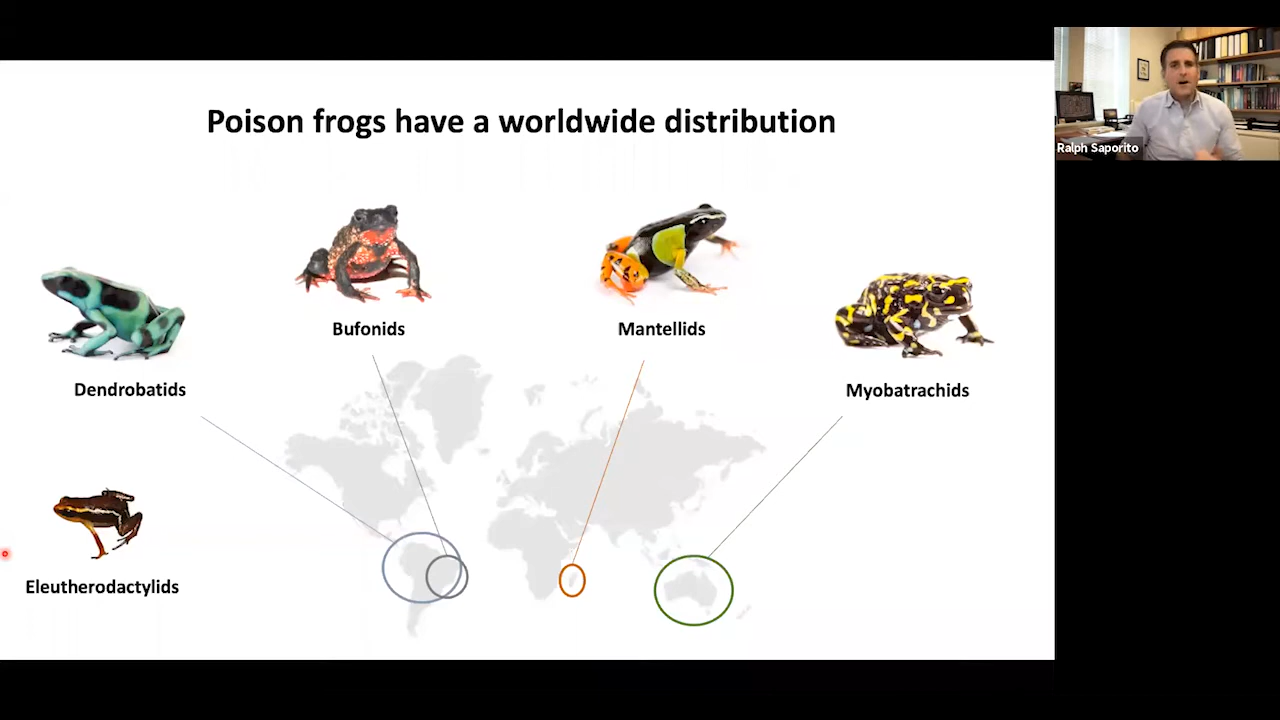 Poison frogs have a worldwide distribution
Ralph Saporito
Bufonids
Mantellids
Dendrobatids
Myobatrachids
Eleutherodactylids